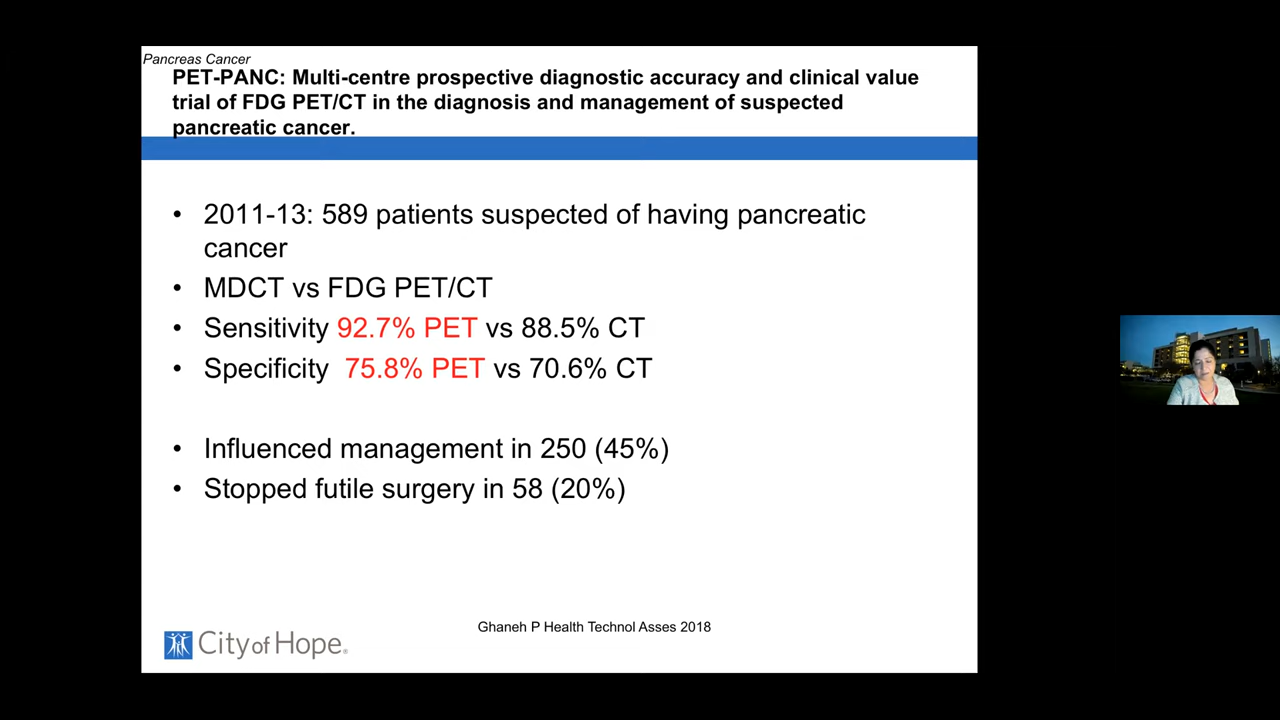 Pancreas Cancer
PET-PANC: Multi-centre prospective diagnostic accuracy and clinical value
trial of FDG PET/CT in the diagnosis and management of suspected
pancreatic cancer.
• 2011-13: 589 patients suspected of having pancreatic
cancer
• MDCT vs FDG PET/CT
• Sensitivity 92.7% PET vs 88.5% CT
• Specificity 75.8% PET vs 70.6% CT
• Influenced management in 250 (45%)
• Stopped futile surgery in 58 (20%)
Ghaneh P Health Technol Asses 2018
City of Hope®